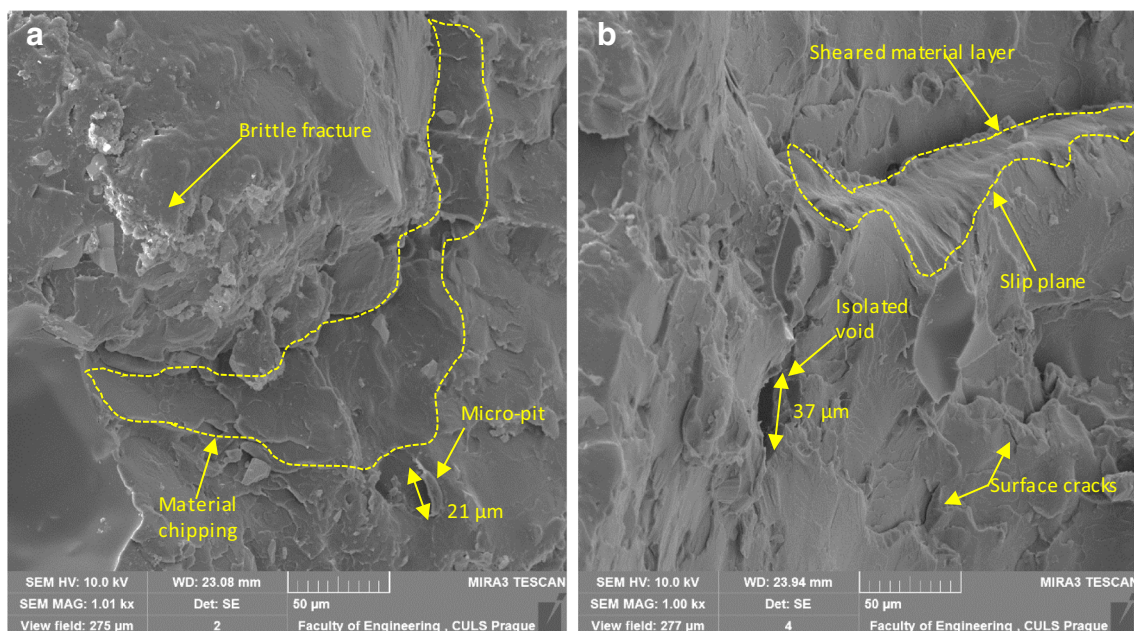 a
Brittle fracture
Micro-pit
21 µm
Material
chipping
SEM HV: 10.0 kV
WD: 23.08 mm
MIRA3 TESCAN
SEM MAG: 1.01 kx
Det: SE
50 µm
View field: 275 µm
2
Faculty of Engineering , CULS Prague
b
Sheared material layer
Slip plane
Isolated
void
37 µm
Surface cracks
SEM HV: 10.0 kV
WD: 23.94 mm
MIRA3 TESCAN
SEM MAG: 1.00 kx
Det: SE
50 µm
View field: 277 µm
4
Faculty of Engineering , CULS Prague